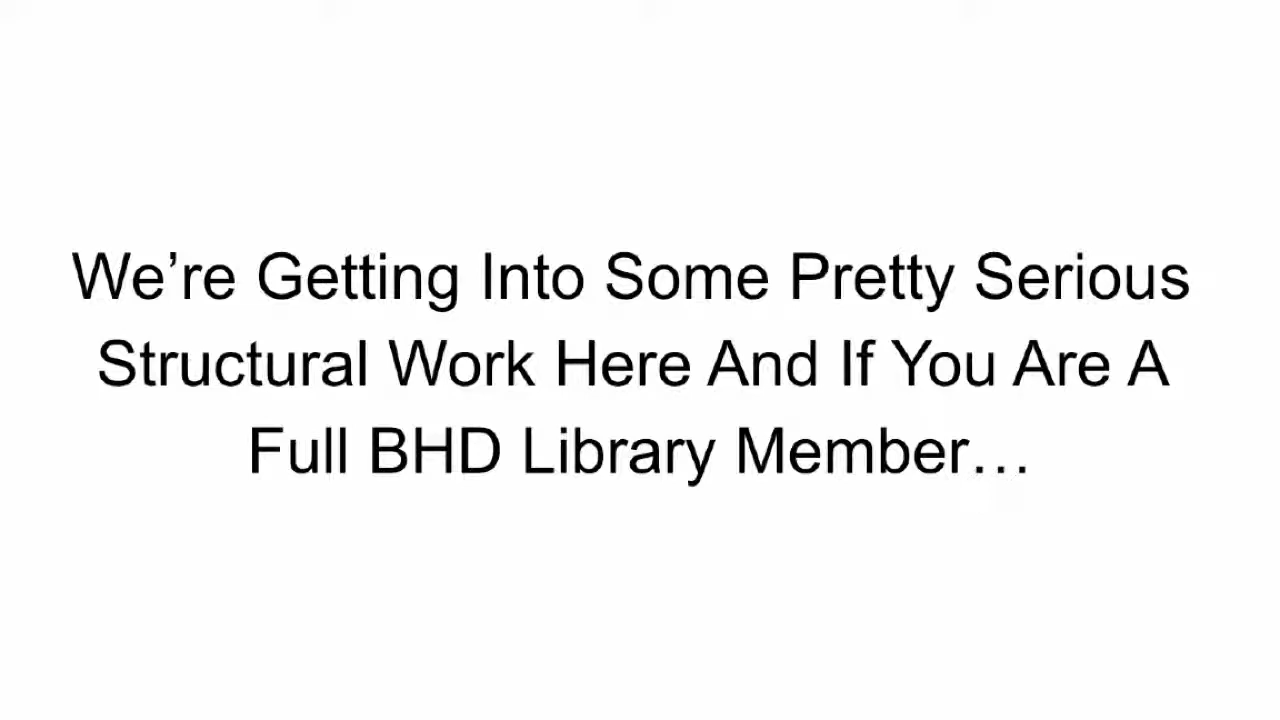 We’re Getting Into Some Pretty Serious
Structural Work Here And If You Are A
Full BHD Library Member…